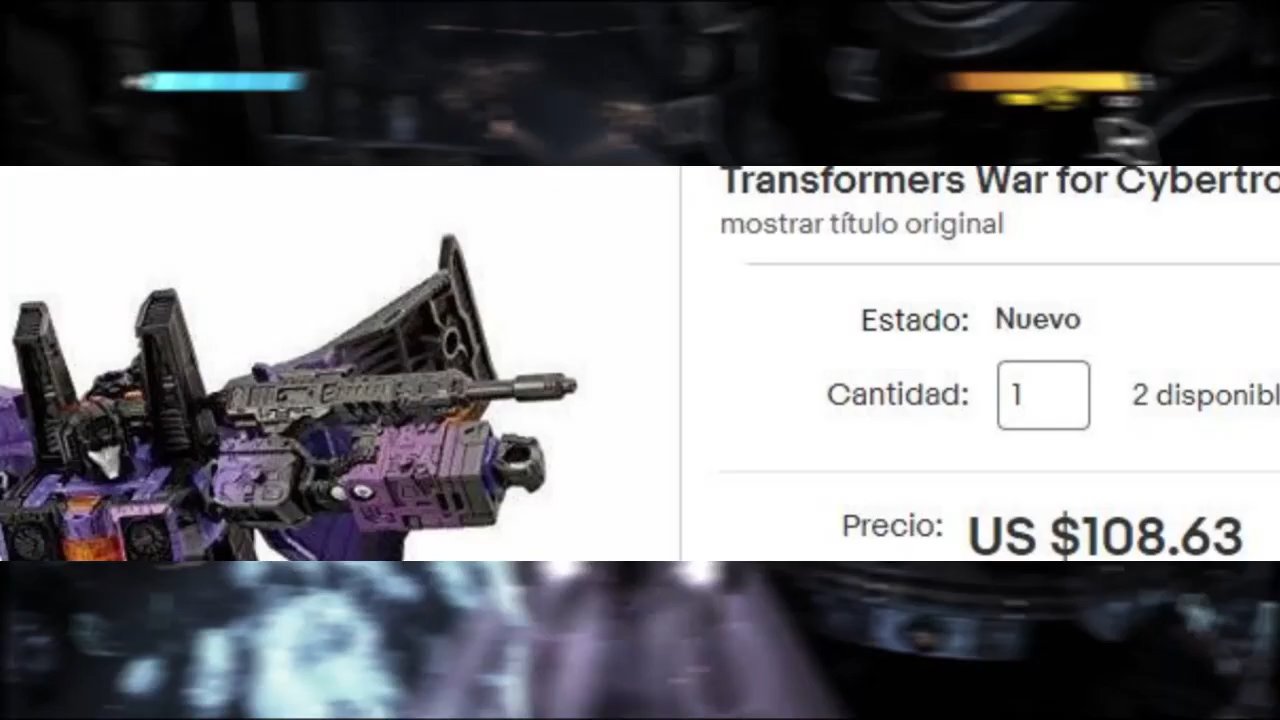 Transformers War for Cybertro
mostrar título original
Estado: Nuevo
Cantidad: 1 2 disponibl
Precio: US $108.63